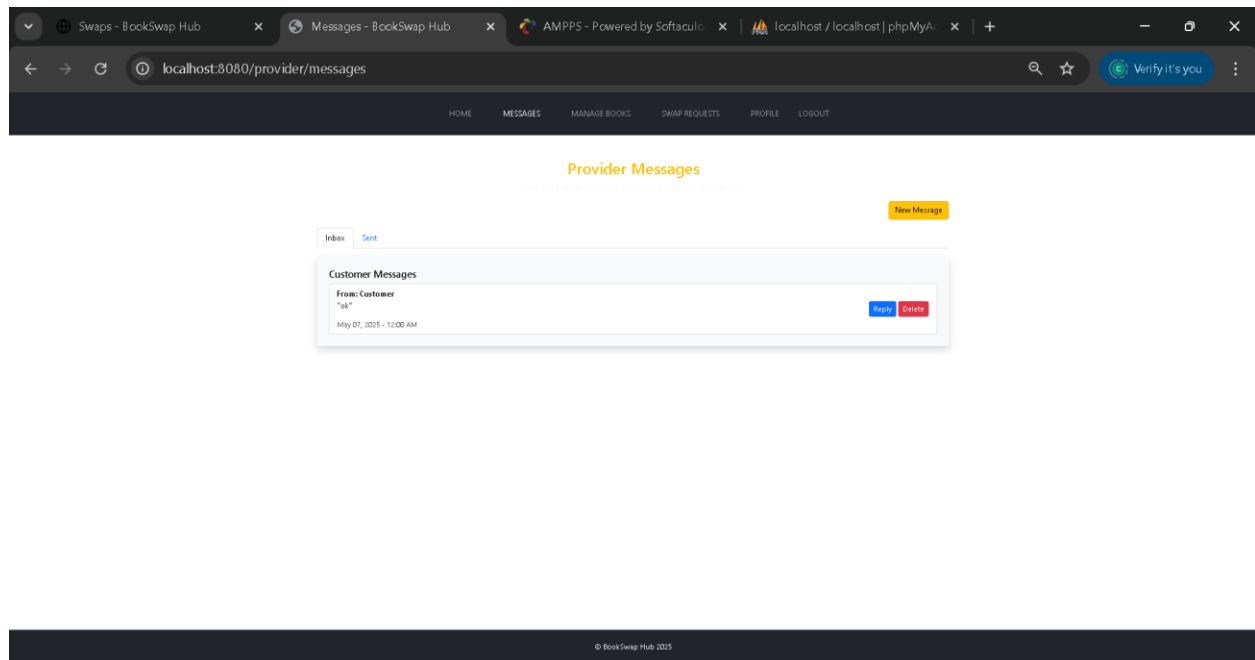 Swaps - BookSwap Hub
Messages - BookSwap Hub
AMPPS - Powered by Softaculo
localhost / localhost | phpMyAd
localhost:8080/provider/messages
Verify it's you
HOME MESSAGES MANAGE BOOKS SWAP REQUESTS PROFILE LOGOUT
Provider Messages
New Message
Inbox Sent
Customer Messages
From: Customer
"ok"
Reply Delete
May 07, 2025 - 12:00 AM
© BookSwap Hub 2025